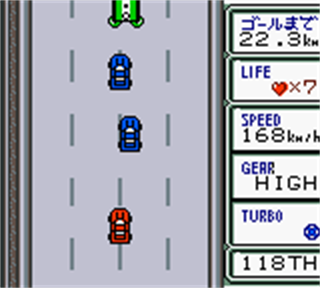 ゴールまで
22.3km
LIFE
×7
SPEED
168km/h
GEAR
HIGH
TURBO
118TH